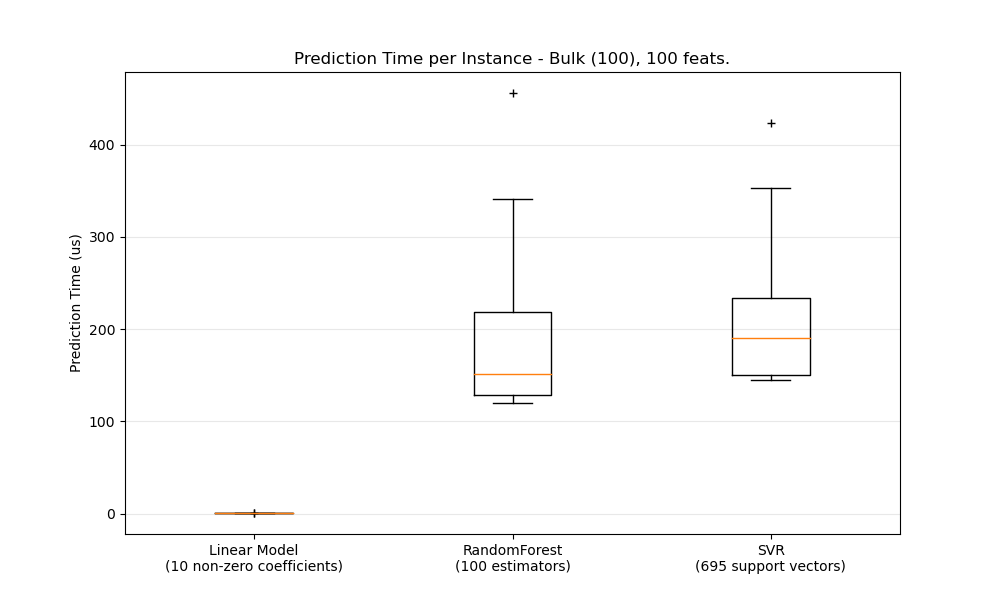 Prediction Time per Instance - Bulk (100), 100 feats.
Prediction Time (us)
400
300
200
100
0
Linear Model
(10 non-zero coefficients)
RandomForest
(100 estimators)
SVR
(695 support vectors)